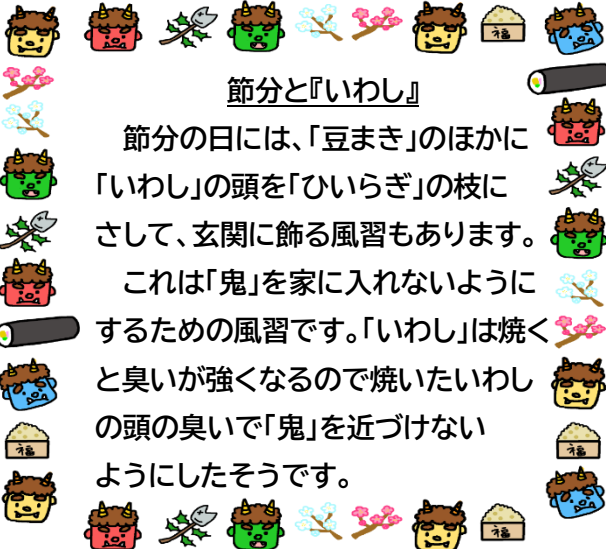 節分と『いわし』
節分の日には、「豆まき」のほかに
「いわし」の頭を「ひいらぎ」の枝に
さして、玄関に飾る風習もあります。
これは「鬼」を家に入れないように
するための風習です。「いわし」は焼く
と臭いが強くなるので焼いたいわし
の頭の臭いで「鬼」を近づけない
ようにしたそうです。
福
福
福
福